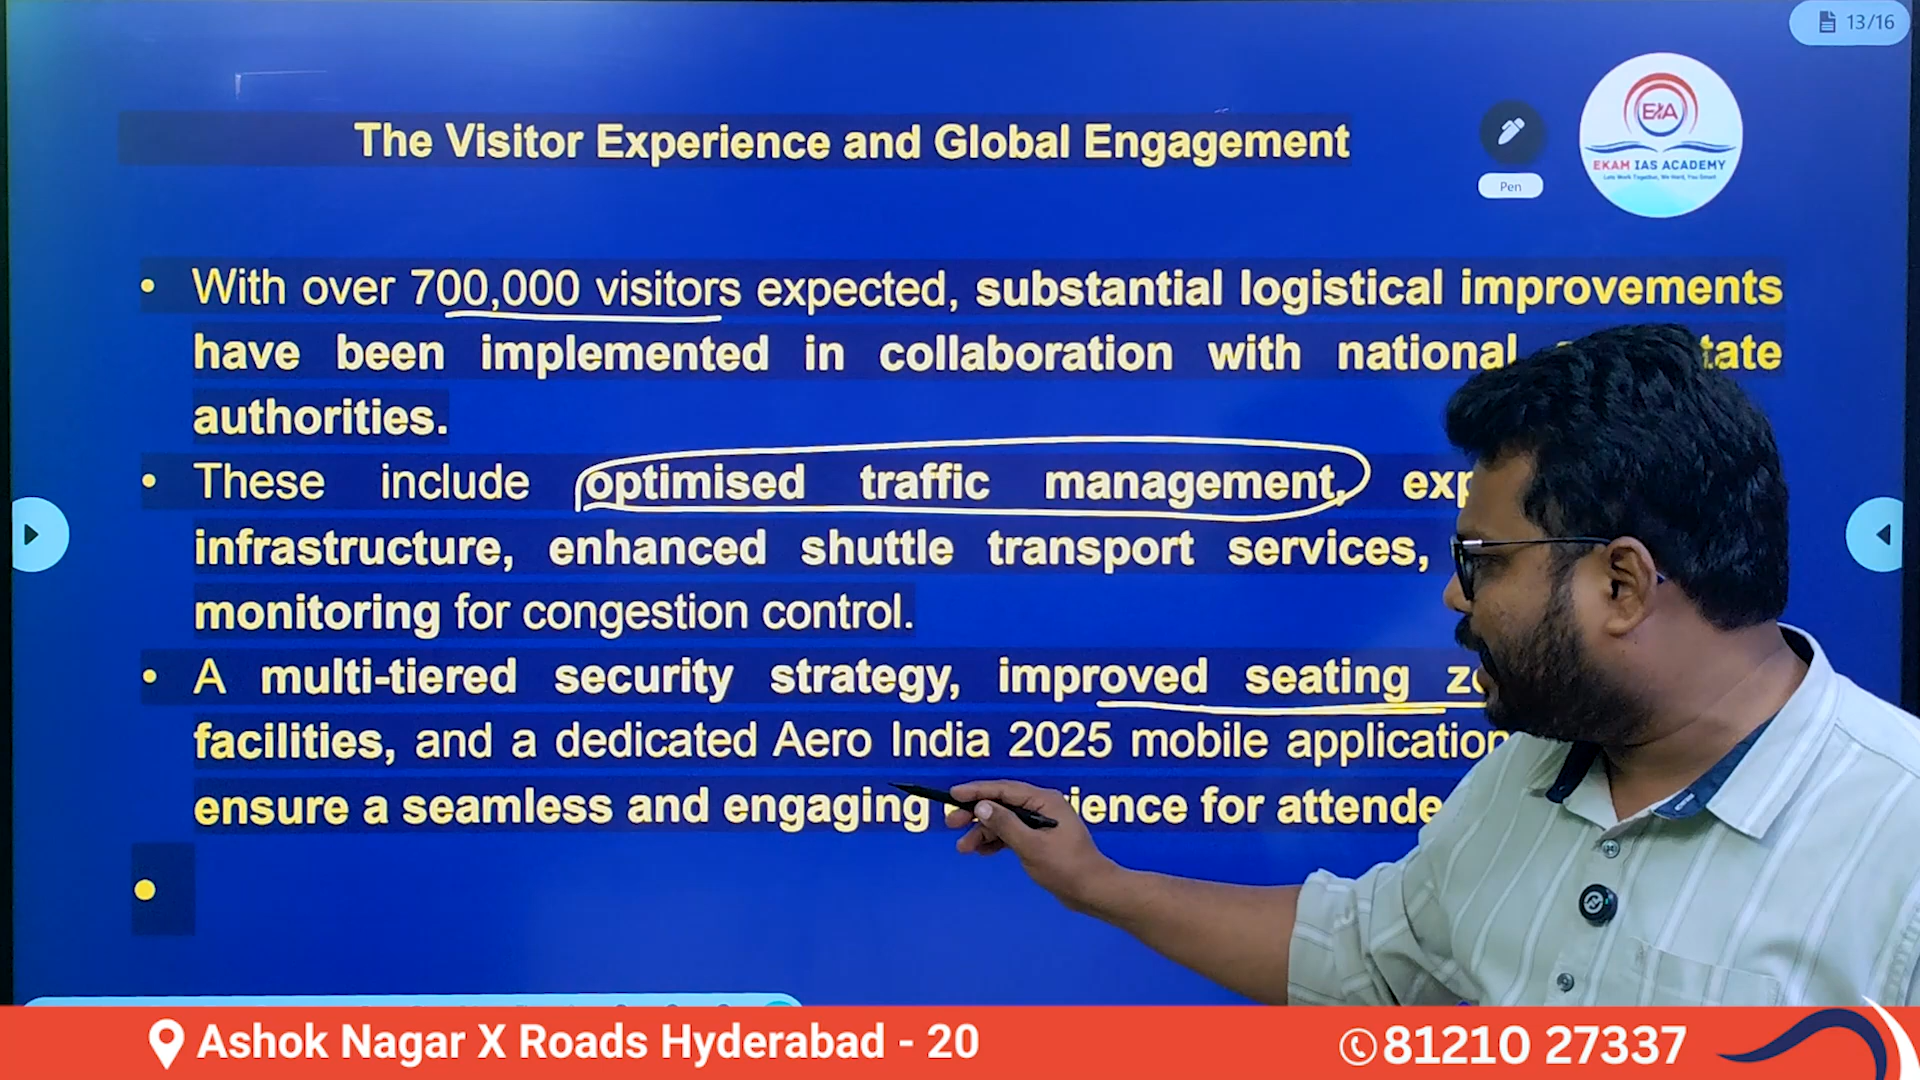 13/16
The Visitor Experience and Global Engagement
Pen
EKAM IAS ACADEMY
With over 700,000 visitors expected, substantial logistical improvements
have been implemented in collaboration with national
authorities.
These include optimised traffic management,
infrastructure, enhanced shuttle transport services,
monitoring for congestion control.
A multi-tiered security strategy, improved seating
facilities, and a dedicated Aero India 2025 mobile application
ensure a seamless and engaging for
Ashok Nagar X Roads Hyderabad - 20
81210 27337